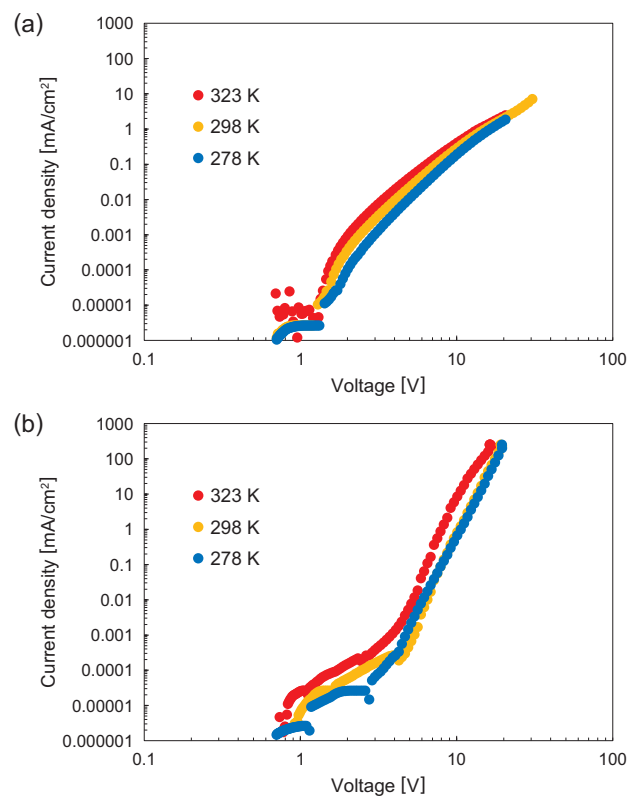 (a)
1000
100
10
1
0.1
0.01
0.001
0.0001
0.00001
0.000001
Current density [mA/cm²]
323 K
298 K
278 K
0.1
1
10
100
Voltage [V]
(b)
1000
100
10
1
0.1
0.01
0.001
0.0001
0.00001
0.000001
Current density [mA/cm²]
323 K
298 K
278 K
0.1
1
10
100
Voltage [V]